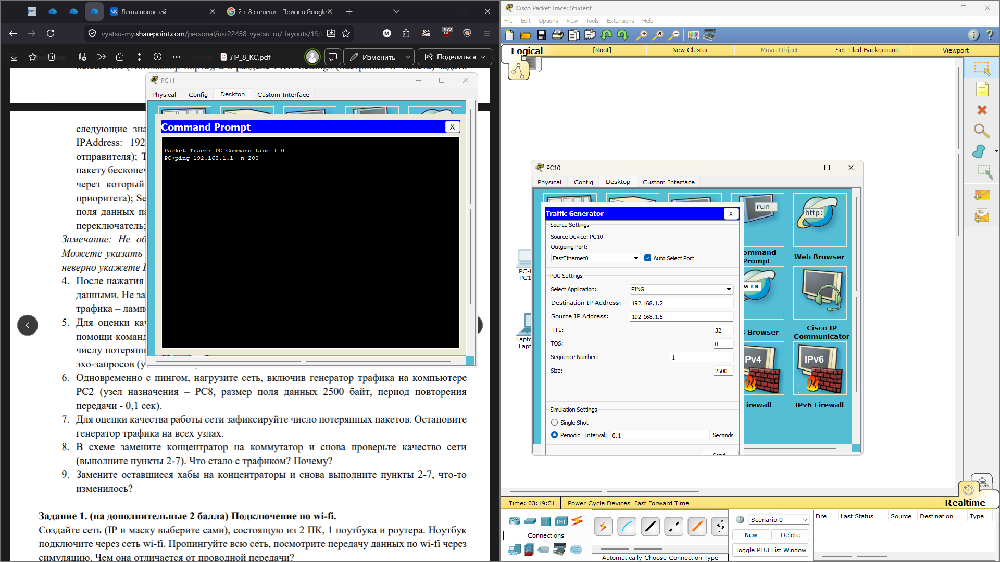 Лента новостей
2 в 8 степени - Поиск в Google
vyatsu-my.sharepoint.com/personal/usr22458_vyatsu_ru/_layouts/15/
172
ЛР_8_КС.pdf
Изменить
Поделиться
следующие зна
IPAddress: 192
отправителя); Т
пакету бесконеч
через который
приоритета); Se
поля данных па
переключатель;
Замечание: Не об
Можете указать
неверно укажете I
4. После нажатия
данными. Не за
трафика – лампо
5. Для оценки кач
помощи команд
числу потерянн
эхо-запросов (у
6. Одновременно с пингом, нагрузите сеть, включив генератор трафика на компьютере
PC2 (узел назначения – PC8, размер поля данных 2500 байт, период повторения
передачи - 0,1 сек).
7. Для оценки качества работы сети зафиксируйте число потерянных пакетов. Остановите
генератор трафика на всех узлах.
8. В схеме замените концентратор на коммутатор и снова проверьте качество сети
(выполните пункты 2-7). Что стало с трафиком? Почему?
9. Замените оставшиеся хабы на концентраторы и снова выполните пункты 2-7, что-то
изменилось?
Задание 1. (на дополнительные 2 балла) Подключение по wi-fi.
Создайте сеть (IP и маску выберите сами), состоящую из 2 ПК, 1 ноутбука и роутера. Ноутбук
подключите через сеть wi-fi. Пропингуйте всю сеть, посмотрите передачу данных по wi-fi через
симуляцию. Чем она отличается от проводной передачи?
PC11
Physical Config Desktop Custom Interface
Command Prompt
X
Packet Tracer PC Command Line 1.0
PC>ping 192.168.1.1 -n 200
Cisco Packet Tracer Student
File Edit Options View Tools Extensions Help
Logical
[Root]
New Cluster
Move Object
Set Tiled Background
Viewport
PC10
Physical Config Desktop Custom Interface
Traffic Generator
X
Source Settings
Source Device: PC10
Outgoing Port:
FastEthernet0
Auto Select Port
PDU Settings
Select Application: PING
Destination IP Address: 192.168.1.2
Source IP Address: 192.168.1.5
TTL: 32
TOS: 0
Sequence Number: 1
Size: 2500
Simulation Settings
Single Shot
Periodic Interval: 0.1 Seconds
Send
run
http:
ommand
Prompt
Web Browser
MIB
Browser
Cisco IP
Communicator
Pv4
IPv6
Firewall
IPv6 Firewall
PC-
PC1
Lapto
Lapt
Time: 03:19:51
Power Cycle Devices Fast Forward Time
Realtime
Connections
Automatically Choose Connection Type
Scenario 0
New
Delete
Toggle PDU List Window
Fire Last Status Source Destination Type